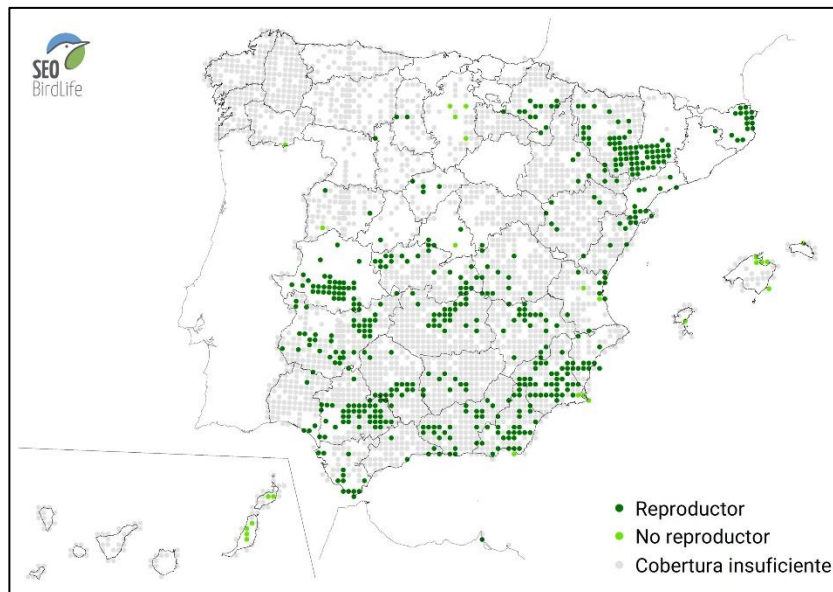 SEO
BirdLife
Reproductor
No reproductor
Cobertura insuficiente